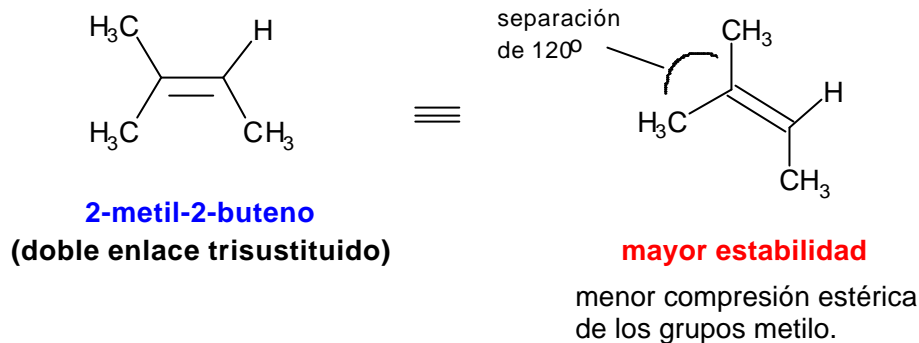 H₃C
H
H₃C
CH₃
2-metil-2-buteno
(doble enlace trisustituido)
separación
de 120º
CH₃
H₃C
H
CH₃
mayor estabilidad
menor compresión estérica
de los grupos metilo.